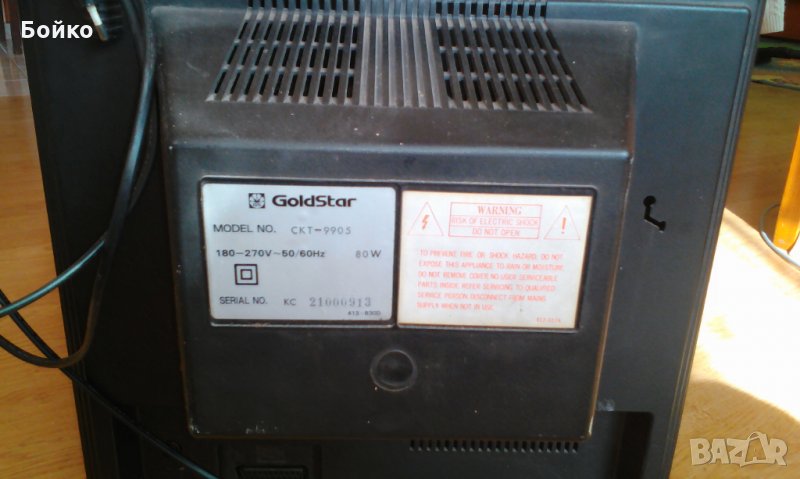 Бойко
GoldStar
MODEL NO. CKT-9905
180-270V~50/60Hz 80W
SERIAL NO. KC 21000913
413-830D
WARNING
RISK OF ELECTRIC SHOCK
DO NOT OPEN
TO PREVENT FIRE OR SHOCK HAZARD, DO NOT
EXPOSE THIS APPLIANCE TO RAIN OR MOISTURE.
DO NOT REMOVE COVER NO USER SERVICEABLE
PARTS INSIDE. REFER SERVICING TO QUALIFIED
SERVICE PERSON. DISCONNECT FROM MAINS
SUPPLY WHEN NOT IN USE.
BAZAR